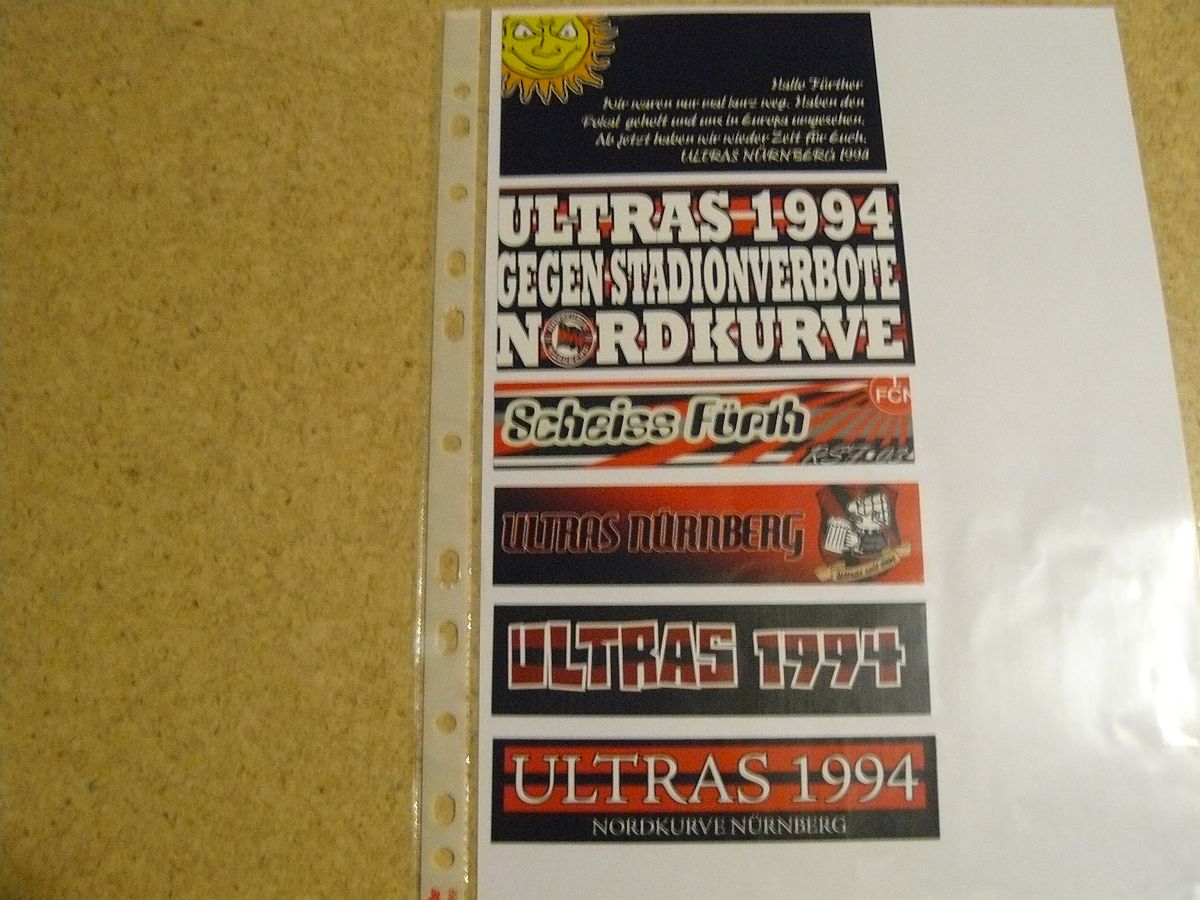 Hallo Fürther
Wir waren nur mal kurz weg. Haben den
Pokal geholt und uns in Europa umgesehen.
Ab jetzt haben wir wieder Zeit für Euch.
ULTRAS NÜRNBERG 1994
ULTRAS 1994
GEGEN STADIONVERBOTE
NORDKURVE
1
FCN
Scheiss Fürth
ULTRAS NÜRNBERG
ULTRAS 1994
ULTRAS 1994
NORDKURVE NÜRNBERG